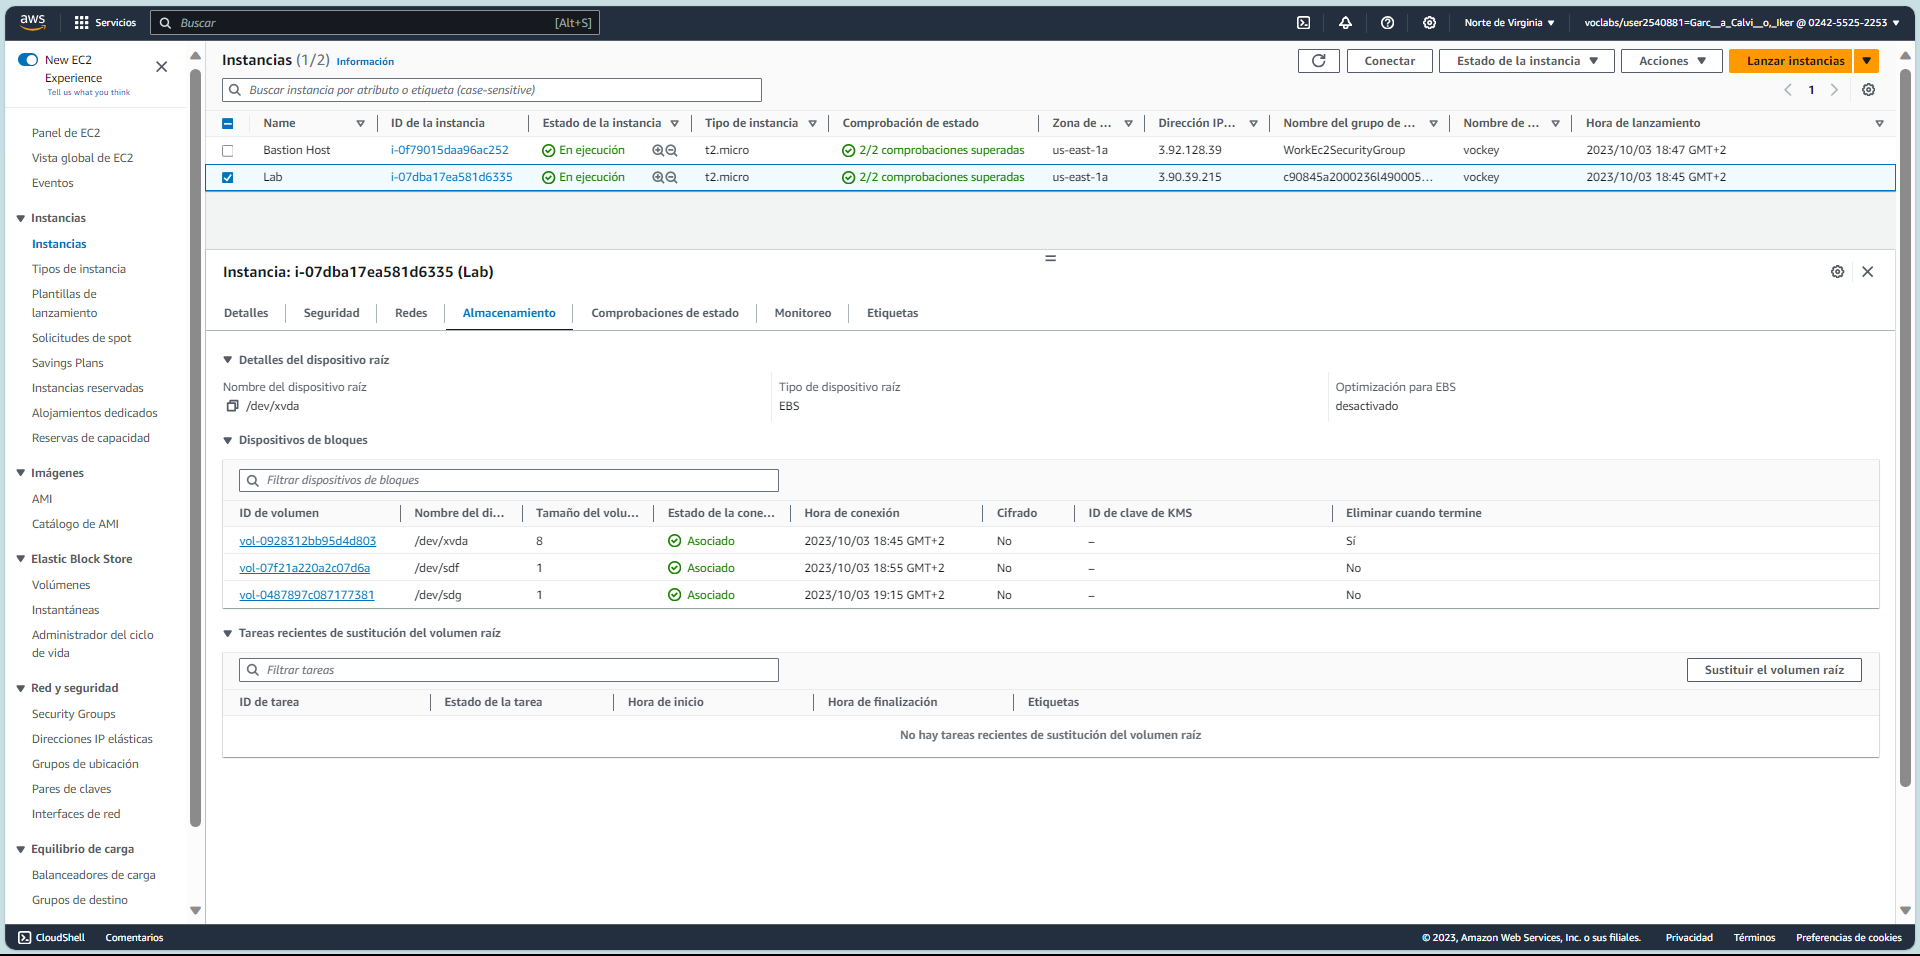 aws Servicios Buscar [Alt+S] Norte de Virginia voclabs/user2540881=Garc__a_Calvi__o,_Iker @ 0242-5525-2253
New EC2
Experience
Tell us what you think
Panel de EC2
Vista global de EC2
Eventos
Instancias
Instancias
Tipos de instancia
Plantillas de
lanzamiento
Solicitudes de spot
Savings Plans
Instancias reservadas
Alojamientos dedicados
Reservas de capacidad
Imágenes
AMI
Catálogo de AMI
Elastic Block Store
Volúmenes
Instantáneas
Administrador del ciclo
de vida
Red y seguridad
Security Groups
Direcciones IP elásticas
Grupos de ubicación
Pares de claves
Interfaces de red
Equilibrio de carga
Balanceadores de carga
Grupos de destino
Instancias (1/2) Información Conectar Estado de la instancia Acciones Lanzar instancias
Buscar instancia por atributo o etiqueta (case-sensitive) 1
Name ID de la instancia Estado de la instancia Tipo de instancia Comprobación de estado Zona de ... Dirección IP... Nombre del grupo de ... Nombre de ... Hora de lanzamiento
Bastion Host i-0f79015daa96ac252 En ejecución t2.micro 2/2 comprobaciones superadas us-east-1a 3.92.128.39 WorkEc2SecurityGroup vockey 2023/10/03 18:47 GMT+2
Lab i-07dba17ea581d6335 En ejecución t2.micro 2/2 comprobaciones superadas us-east-1a 3.90.39.215 c90845a2000236l490005... vockey 2023/10/03 18:45 GMT+2
Instancia: i-07dba17ea581d6335 (Lab)
Detalles Seguridad Redes Almacenamiento Comprobaciones de estado Monitoreo Etiquetas
Detalles del dispositivo raíz
Nombre del dispositivo raíz Tipo de dispositivo raíz Optimización para EBS
/dev/xvda EBS desactivado
Dispositivos de bloques
Filtrar dispositivos de bloques
ID de volumen Nombre del di... Tamaño del volu... Estado de la cone... Hora de conexión Cifrado ID de clave de KMS Eliminar cuando termine
vol-0928312bb95d4d803 /dev/xvda 8 Asociado 2023/10/03 18:45 GMT+2 No – Sí
vol-07f21a220a2c07d6a /dev/sdf 1 Asociado 2023/10/03 18:55 GMT+2 No – No
vol-0487897c087177381 /dev/sdg 1 Asociado 2023/10/03 19:15 GMT+2 No – No
Tareas recientes de sustitución del volumen raíz
Filtrar tareas Sustituir el volumen raíz
ID de tarea Estado de la tarea Hora de inicio Hora de finalización Etiquetas
No hay tareas recientes de sustitución del volumen raíz
CloudShell Comentarios © 2023, Amazon Web Services, Inc. o sus filiales. Privacidad Términos Preferencias de cookies